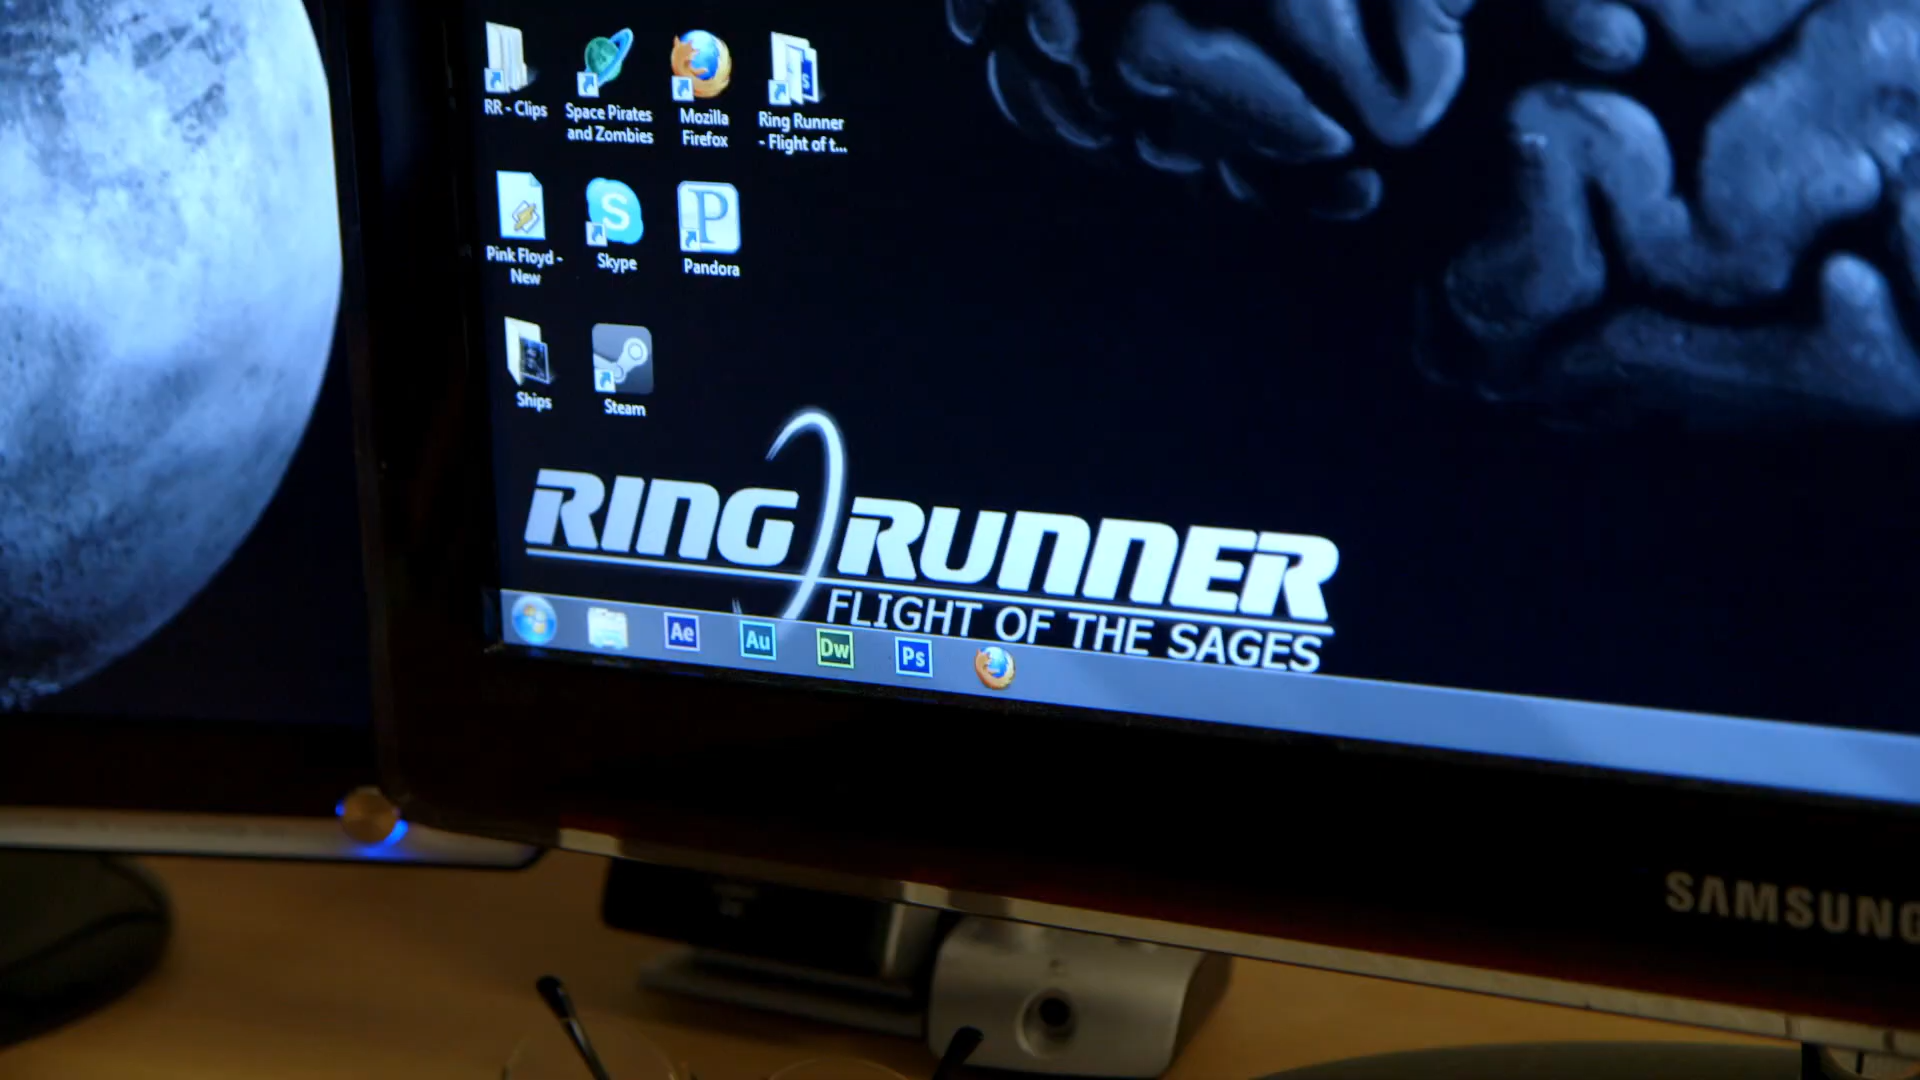 RR - Clips
Space Pirates
and Zombies
Mozilla
Firefox
Ring Runner
- Flight of t...
Pink Floyd -
New
Skype
Pandora
Ships
Steam
RING RUNNER
FLIGHT OF THE SAGES
Ae
Au
Dw
Ps
SAMSUNG